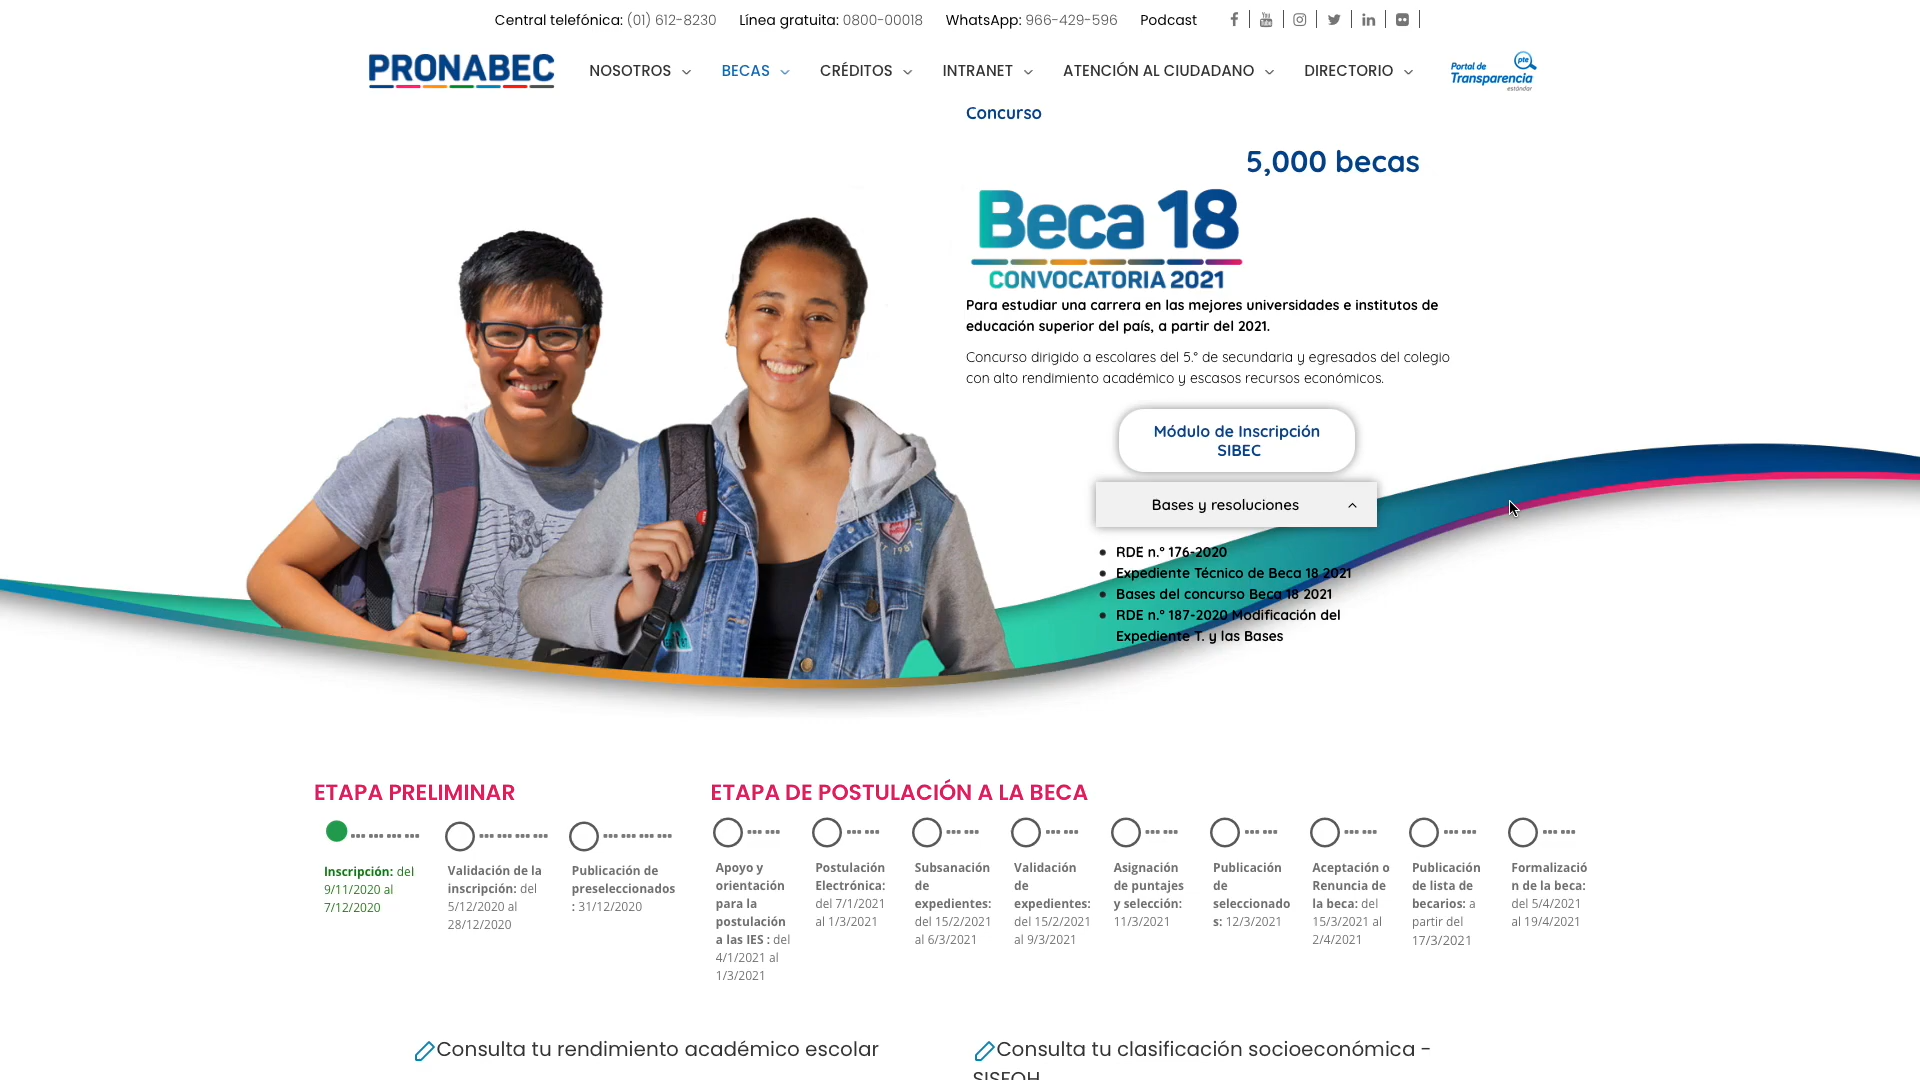 Central telefónica: (01) 612-8230 Línea gratuita: 0800-00018 WhatsApp: 966-429-596 Podcast
PRONABEC
NOSOTROS BECAS CRÉDITOS INTRANET ATENCIÓN AL CIUDADANO DIRECTORIO
Portal de
Transparencia
estándar
pte
Concurso
5,000 becas
Beca 18
CONVOCATORIA 2021
Para estudiar una carrera en las mejores universidades e institutos de
educación superior del país, a partir del 2021.
Concurso dirigido a escolares del 5.° de secundaria y egresados del colegio
con alto rendimiento académico y escasos recursos económicos.
Módulo de Inscripción
SIBEC
Bases y resoluciones
RDE n.° 176-2020
Expediente Técnico de Beca 18 2021
Bases del concurso Beca 18 2021
RDE n.° 187-2020 Modificación del
Expediente T. y las Bases
ETAPA PRELIMINAR
Inscripción: del
9/11/2020 al
7/12/2020
Validación de la
inscripción: del
5/12/2020 al
28/12/2020
Publicación de
preseleccionados
: 31/12/2020
ETAPA DE POSTULACIÓN A LA BECA
Apoyo y
orientación
para la
postulación
a las IES : del
4/1/2021 al
1/3/2021
Postulación
Electrónica:
del 7/1/2021
al 1/3/2021
Subsanación
de
expedientes:
del 15/2/2021
al 6/3/2021
Validación
de
expedientes:
del 15/2/2021
al 9/3/2021
Asignación
de puntajes
y selección:
11/3/2021
Publicación
de
seleccionado
s: 12/3/2021
Aceptación o
Renuncia de
la beca: del
15/3/2021 al
2/4/2021
Publicación
de lista de
becarios: a
partir del
17/3/2021
Formalizació
n de la beca:
del 5/4/2021
al 19/4/2021
Consulta tu rendimiento académico escolar
Consulta tu clasificación socioeconómica -
SISFOH